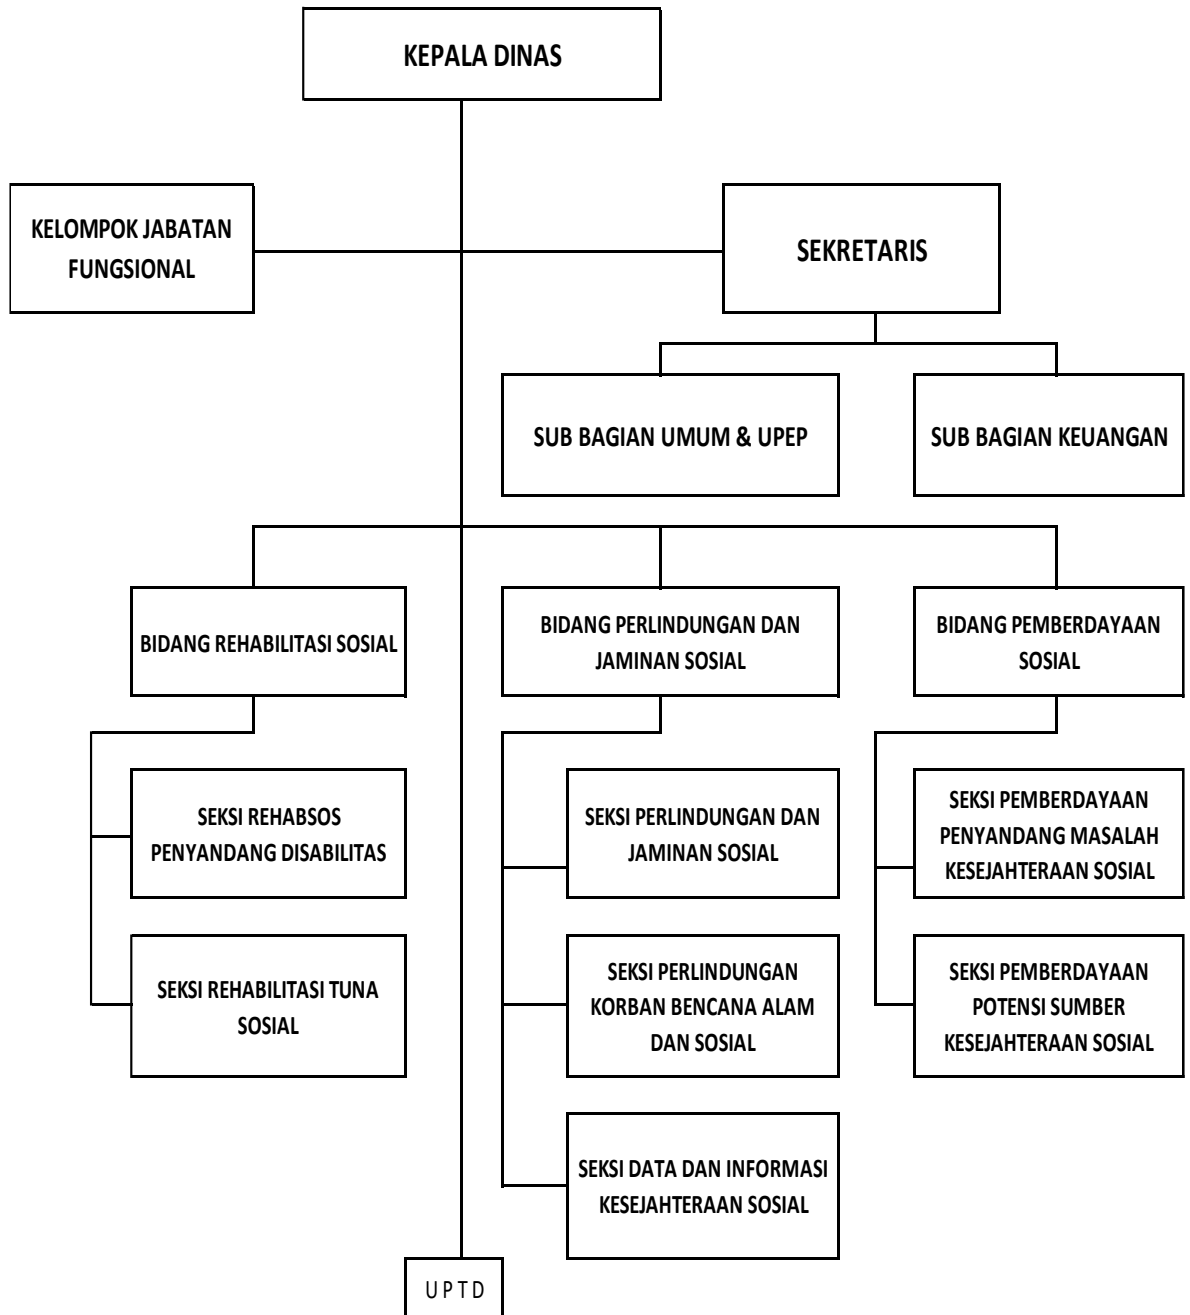 KEPALA DINAS
KELOMPOK JABATAN
FUNGSIONAL
SEKRETARIS
SUB BAGIAN UMUM & UPEP
SUB BAGIAN KEUANGAN
BIDANG REHABILITASI SOSIAL
BIDANG PERLINDUNGAN DAN
JAMINAN SOSIAL
BIDANG PEMBERDAYAAN
SOSIAL
SEKSI REHABSOS
PENYANDANG DISABILITAS
SEKSI PERLINDUNGAN DAN
JAMINAN SOSIAL
SEKSI PEMBERDAYAAN
PENYANDANG MASALAH
KESEJAHTERAAN SOSIAL
SEKSI REHABILITASI TUNA
SOSIAL
SEKSI PERLINDUNGAN
KORBAN BENCANA ALAM
DAN SOSIAL
SEKSI PEMBERDAYAAN
POTENSI SUMBER
KESEJAHTERAAN SOSIAL
SEKSI DATA DAN INFORMASI
KESEJAHTERAAN SOSIAL
U P T D